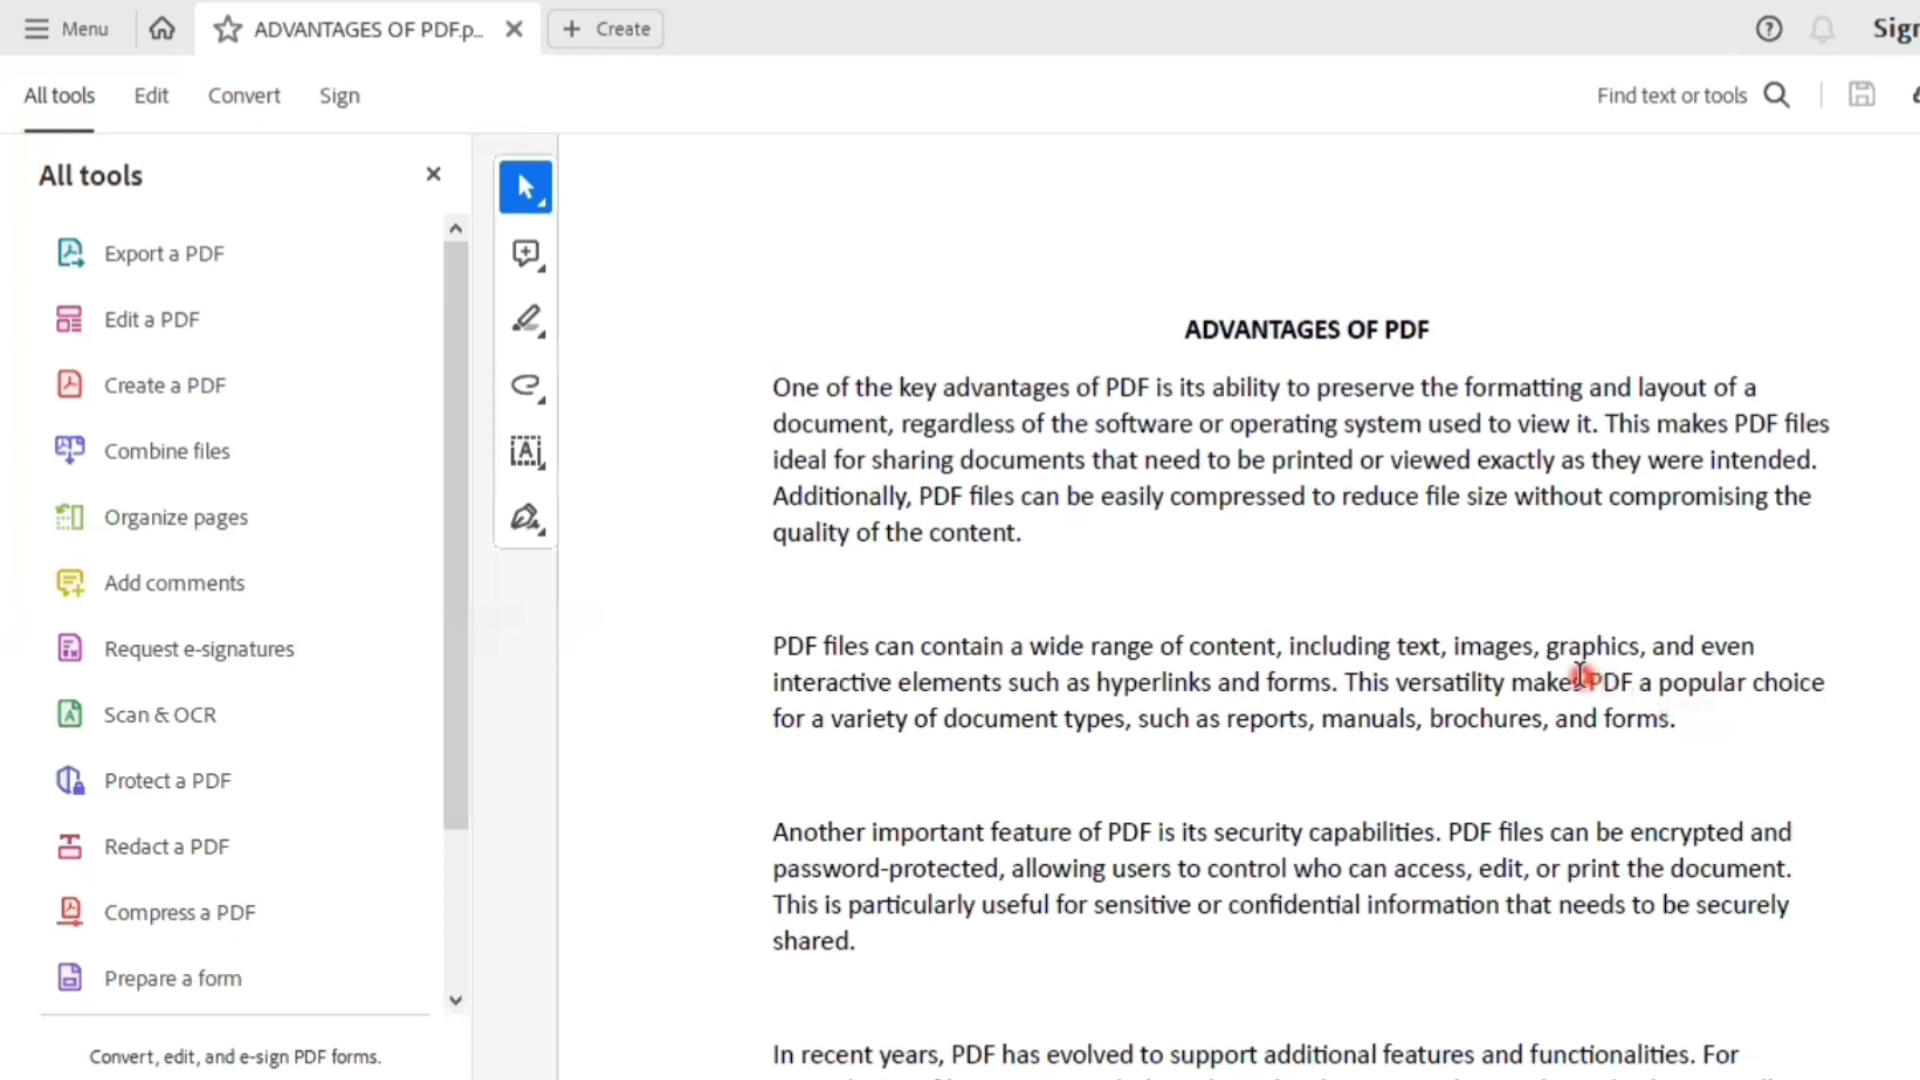 Menu
ADVANTAGES OF PDF.p...
Create
Sign
All tools
Edit
Convert
Sign
Find text or tools
All tools
Export a PDF
Edit a PDF
Create a PDF
Combine files
Organize pages
Add comments
Request e-signatures
Scan & OCR
Protect a PDF
Redact a PDF
Compress a PDF
Prepare a form
Convert, edit, and e-sign PDF forms.
ADVANTAGES OF PDF
One of the key advantages of PDF is its ability to preserve the formatting and layout of a
document, regardless of the software or operating system used to view it. This makes PDF files
ideal for sharing documents that need to be printed or viewed exactly as they were intended.
Additionally, PDF files can be easily compressed to reduce file size without compromising the
quality of the content.
PDF files can contain a wide range of content, including text, images, graphics, and even
interactive elements such as hyperlinks and forms. This versatility makes PDF a popular choice
for a variety of document types, such as reports, manuals, brochures, and forms.
Another important feature of PDF is its security capabilities. PDF files can be encrypted and
password-protected, allowing users to control who can access, edit, or print the document.
This is particularly useful for sensitive or confidential information that needs to be securely
shared.
In recent years, PDF has evolved to support additional features and functionalities. For